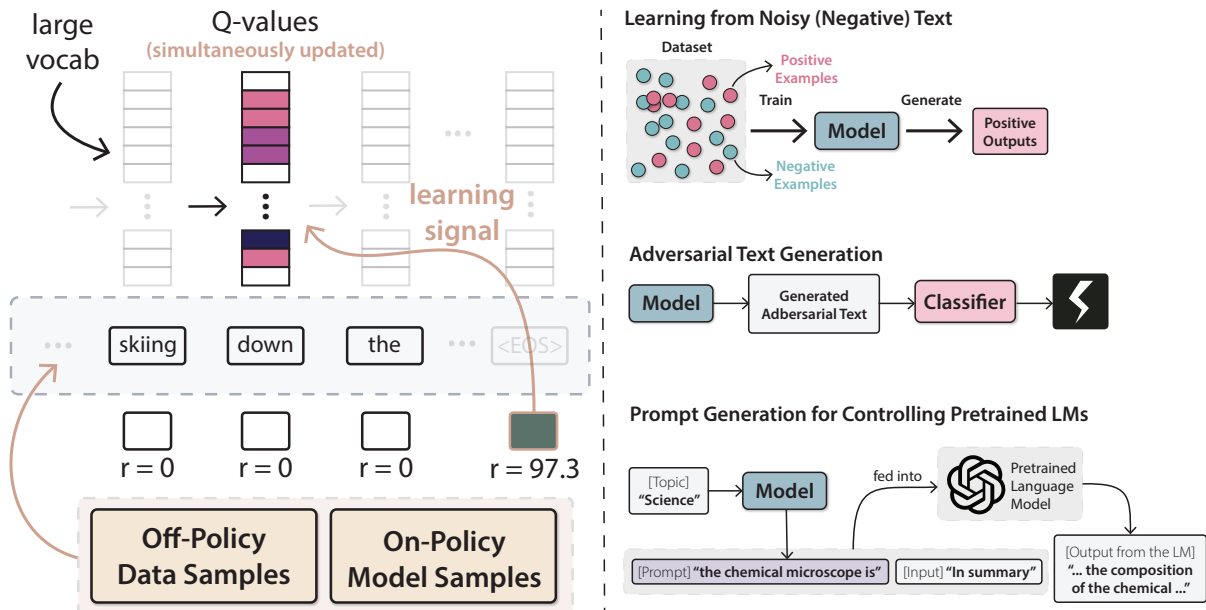 large
vocab
Q-values
(simultaneously updated)
learning
signal
... skiing down the ... <EOS>
r = 0 r = 0 r = 0 r = 97.3
Off-Policy
Data Samples
On-Policy
Model Samples
Learning from Noisy (Negative) Text
Dataset
Positive
Examples
Train
Model
Generate
Positive
Outputs
Negative
Examples
Adversarial Text Generation
Model
Generated
Adversarial Text
Classifier
Prompt Generation for Controlling Pretrained LMs
[Topic]
“Science”
Model
fed into
Pretrained
Language
Model
[Prompt] “the chemical microscope is” [Input] “In summary”
[Output from the LM]
“... the composition
of the chemical ...”